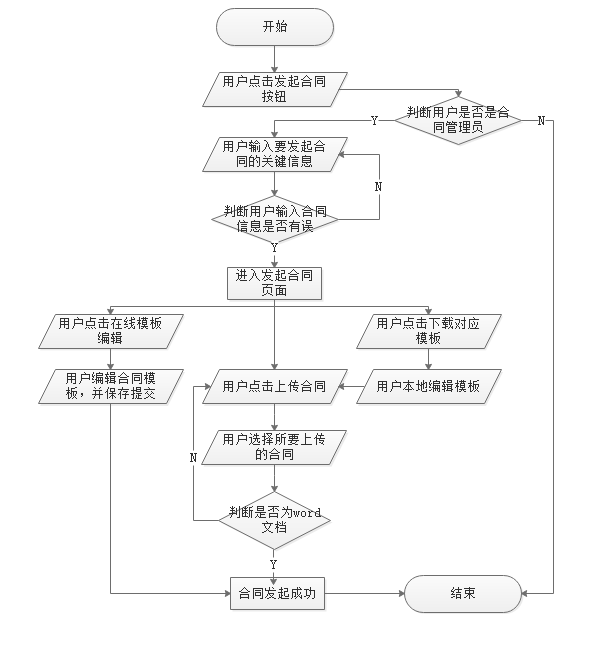 开始
用户点击发起合同
按钮
判断用户是否是合
同管理员
Y
N
用户输入要发起合
同的关键信息
N
判断用户输入合同
信息是否有误
Y
进入发起合同
页面
用户点击在线模板
编辑
用户点击下载对应
模板
用户编辑合同模
板，并保存提交
用户点击上传合同
用户本地编辑模板
用户选择所要上传
的合同
N
判断是否为word
文档
Y
合同发起成功
结束